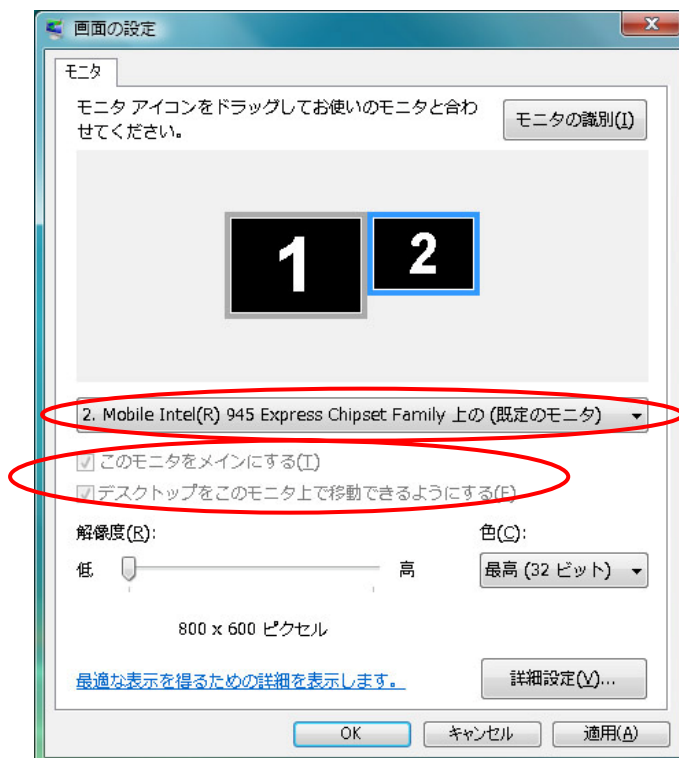 画面の設定
モニタ
モニタ アイコンをドラッグしてお使いのモニタと合わ
せてください。
モニタの識別(I)
1
2
2. Mobile Intel(R) 945 Express Chipset Family 上の (既定のモニタ)
このモニタをメインにする(T)
デスクトップをこのモニタ上で移動できるようにする(E)
解像度(R):
色(C):
低
高
最高 (32 ビット)
800 x 600 ピクセル
最適な表示を得るための詳細を表示します。
詳細設定(V)...
OK
キャンセル
適用(A)